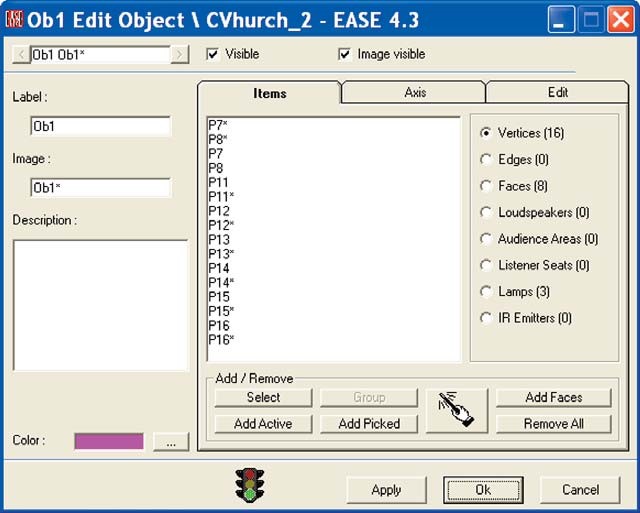 EASE Ob1 Edit Object \ CVhurch_2 - EASE 4.3
< Ob1 Ob1* > Visible Image visible
Label :
Ob1
Image :
Ob1*
Description :
Color : ...
Items Axis Edit
P7*
P8*
P7
P8
P11
P11*
P12
P12*
P13
P13*
P14
P14*
P15
P15*
P16
P16*
Vertices (16)
Edges (0)
Faces (8)
Loudspeakers (0)
Audience Areas (0)
Listener Seats (0)
Lamps (3)
IR Emitters (0)
Add / Remove
Select Group Add Faces
Add Active Add Picked Remove All
Apply Ok Cancel